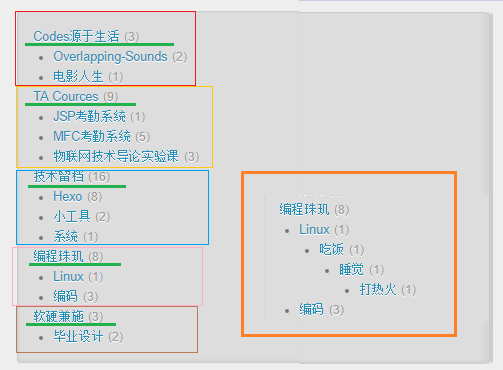 Codes源于生活 (3)
Overlapping-Sounds (2)
电影人生 (1)
TA Cources (9)
JSP考勤系统 (1)
MFC考勤系统 (5)
物联网技术导论实验课 (3)
技术留档 (16)
Hexo (8)
小工具 (2)
系统 (1)
编程珠玑 (8)
Linux (1)
编码 (3)
软硬兼施 (3)
毕业设计 (2)
编程珠玑 (8)
Linux (1)
吃饭 (1)
睡觉 (1)
打热火 (1)
编码 (3)